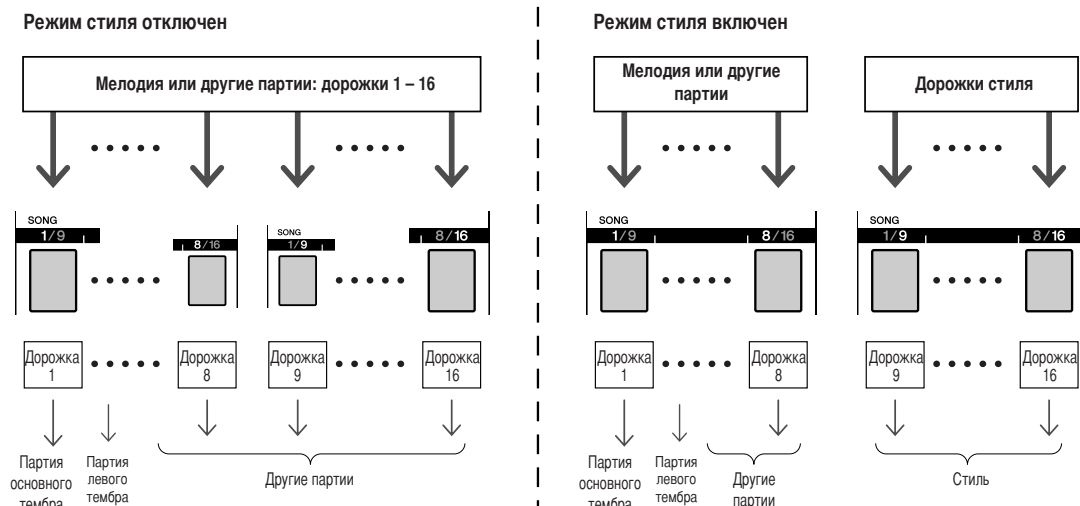 Режим стиля отключен
Мелодия или другие партии: дорожки 1 – 16
SONG
1/9
8/16
SONG
1/9
8/16
Дорожка
1
Дорожка
8
Дорожка
9
Дорожка
16
Партия
основного
тембра
Партия
левого
тембра
Другие партии
Режим стиля включен
Мелодия или другие
партии
Дорожки стиля
SONG
1/9
8/16
SONG
1/9
8/16
Дорожка
1
Дорожка
8
Дорожка
9
Дорожка
16
Партия
основного
тембра
Партия
левого
тембра
Другие
партии
Стиль